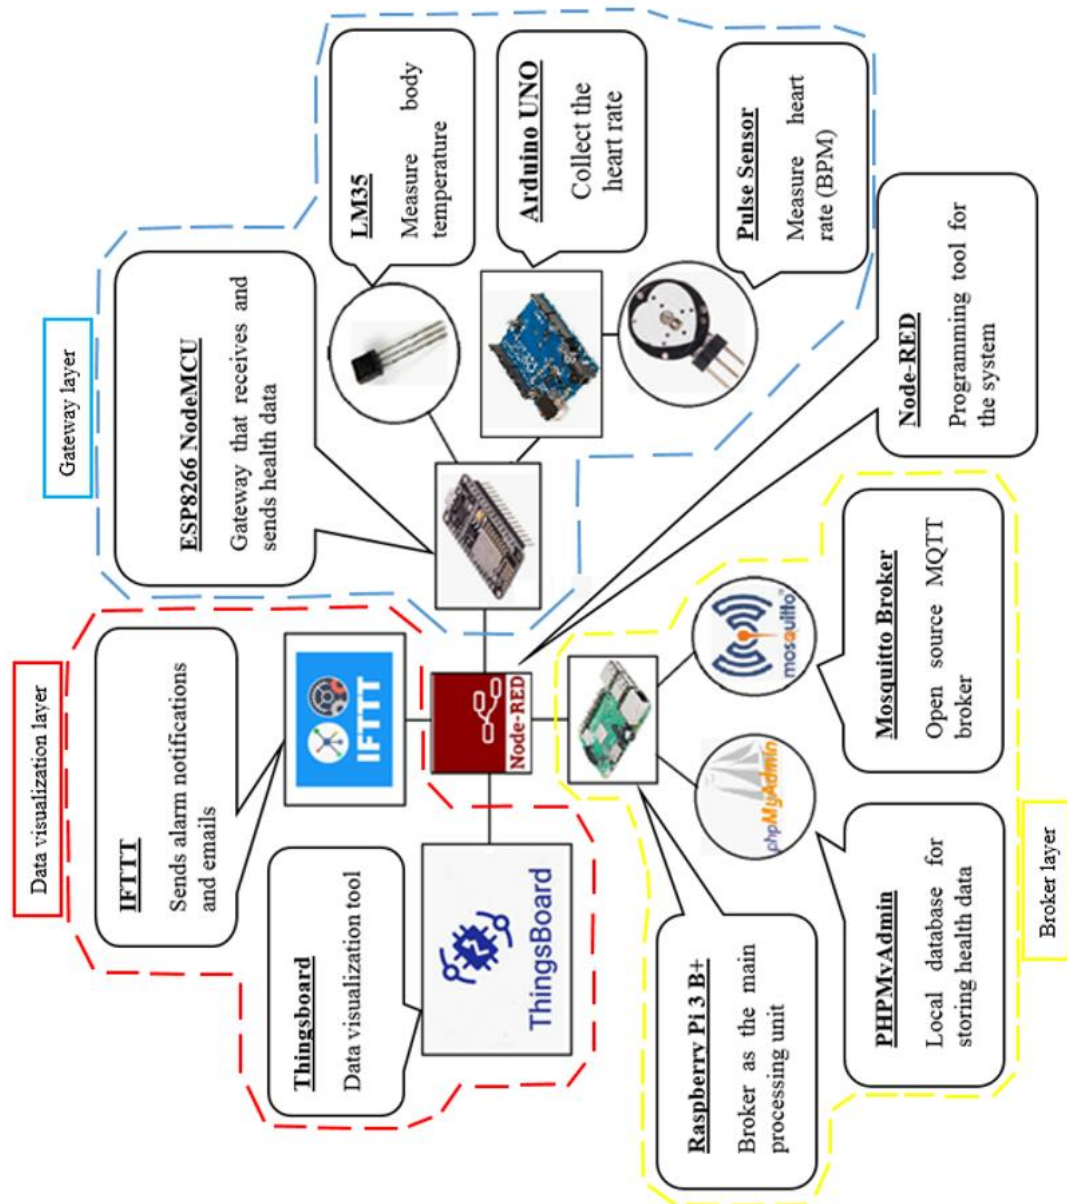 Data visualization layer
Gateway layer
IFTTT
Sends alarm notifications
and emails
ESP8266 NodeMCU
Gateway that receives and
sends health data
Thingsboard
Data visualization tool
IFTTT
LM35
Measure body
temperature
ThingsBoard
Node-RED
Arduino UNO
Collect the
heart rate
Raspberry Pi 3 B+
Broker as the main
processing unit
phpMyAdmin
mosquitto™
Pulse Sensor
Measure heart
rate (BPM)
PHPMyAdmin
Local database for
storing health data
Mosquitto Broker
Open source MQTT
broker
Node-RED
Programming tool for
the system
Broker layer